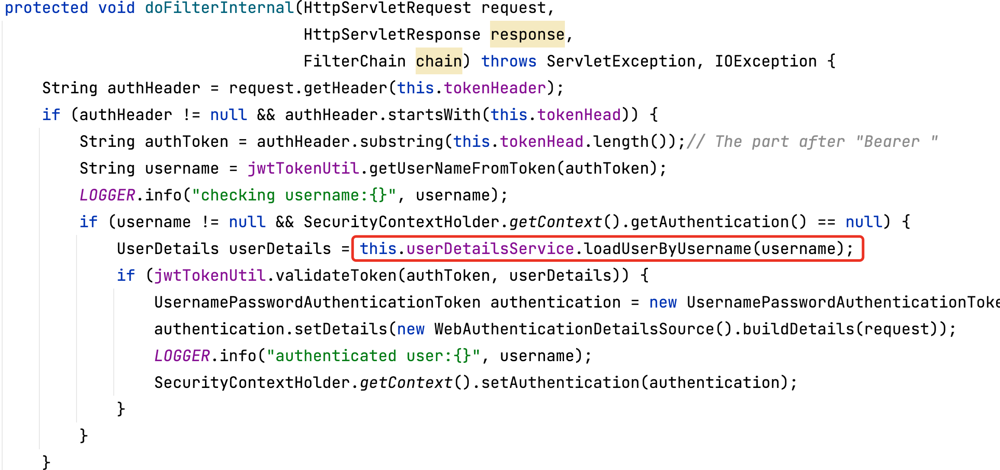 protected void doFilterInternal(HttpServletRequest request,
HttpServletResponse response,
FilterChain chain) throws ServletException, IOException {
String authHeader = request.getHeader(this.tokenHeader);
if (authHeader != null && authHeader.startsWith(this.tokenHead)) {
String authToken = authHeader.substring(this.tokenHead.length());// The part after "Bearer "
String username = jwtTokenUtil.getUserNameFromToken(authToken);
LOGGER.info("checking username:{}", username);
if (username != null && SecurityContextHolder.getContext().getAuthentication() == null) {
UserDetails userDetails = this.userDetailsService.loadUserByUsername(username);
if (jwtTokenUtil.validateToken(authToken, userDetails)) {
UsernamePasswordAuthenticationToken authentication = new UsernamePasswordAuthenticationToke
authentication.setDetails(new WebAuthenticationDetailsSource().buildDetails(request));
LOGGER.info("authenticated user:{}", username);
SecurityContextHolder.getContext().setAuthentication(authentication);
}
}
}